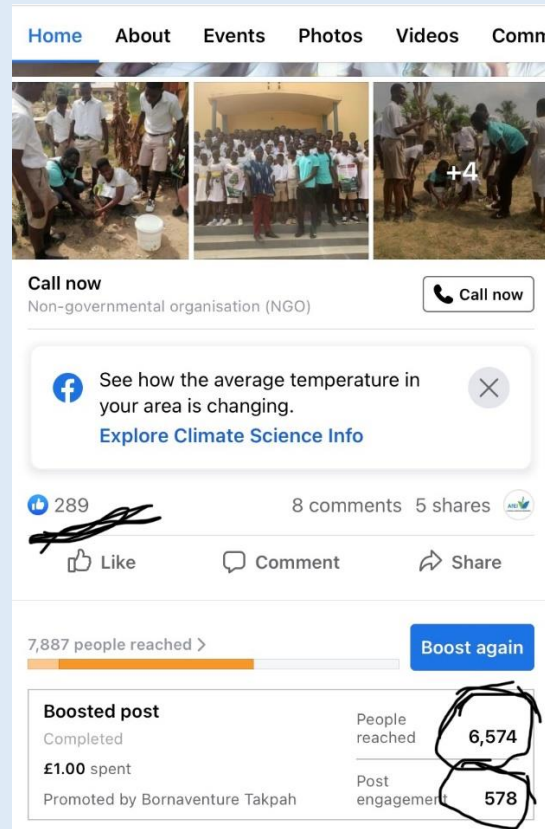 Home About Events Photos Videos Comm
+4
Call now
Non-governmental organisation (NGO)
Call now
See how the average temperature in
your area is changing.
Explore Climate Science Info
289
8 comments 5 shares
Like Comment Share
7,887 people reached >
Boost again
Boosted post
Completed
£1.00 spent
Promoted by Bornaventure Takpah
People
reached
6,574
Post
engagement
578